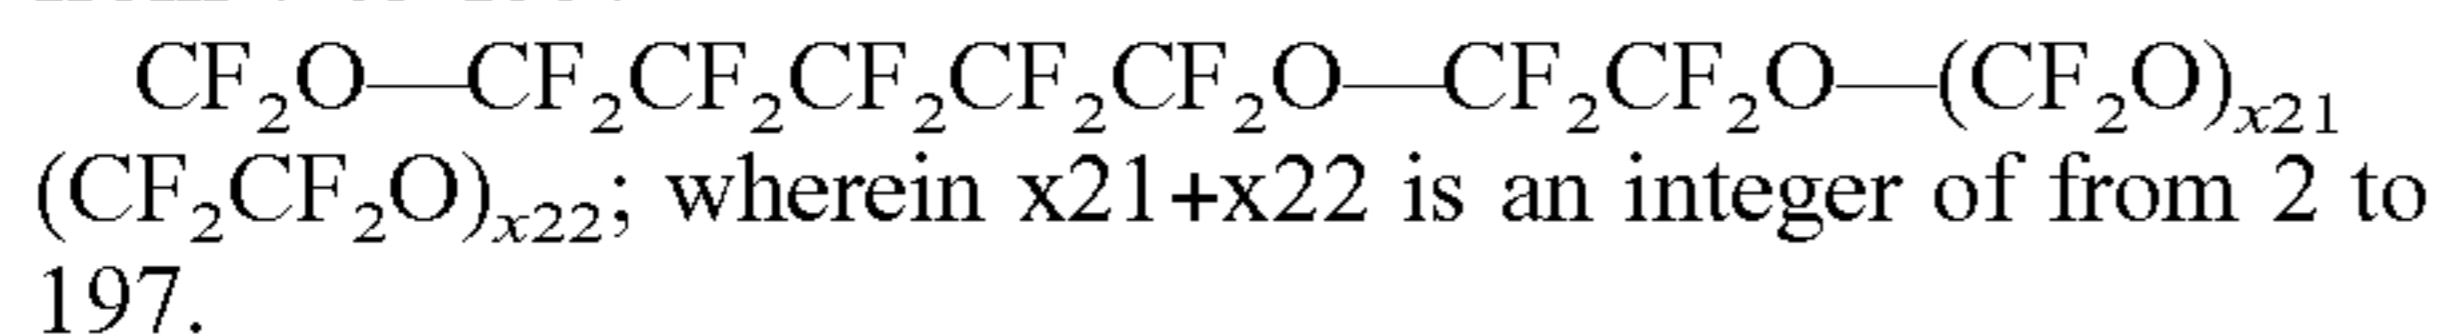 CF₂O—CF₂CF₂CF₂CF₂CF₂O—CF₂CF₂O—(CF₂O)ₓ₂₁
(CF₂CF₂O)ₓ₂₂; wherein x21+x22 is an integer of from 2 to
197.